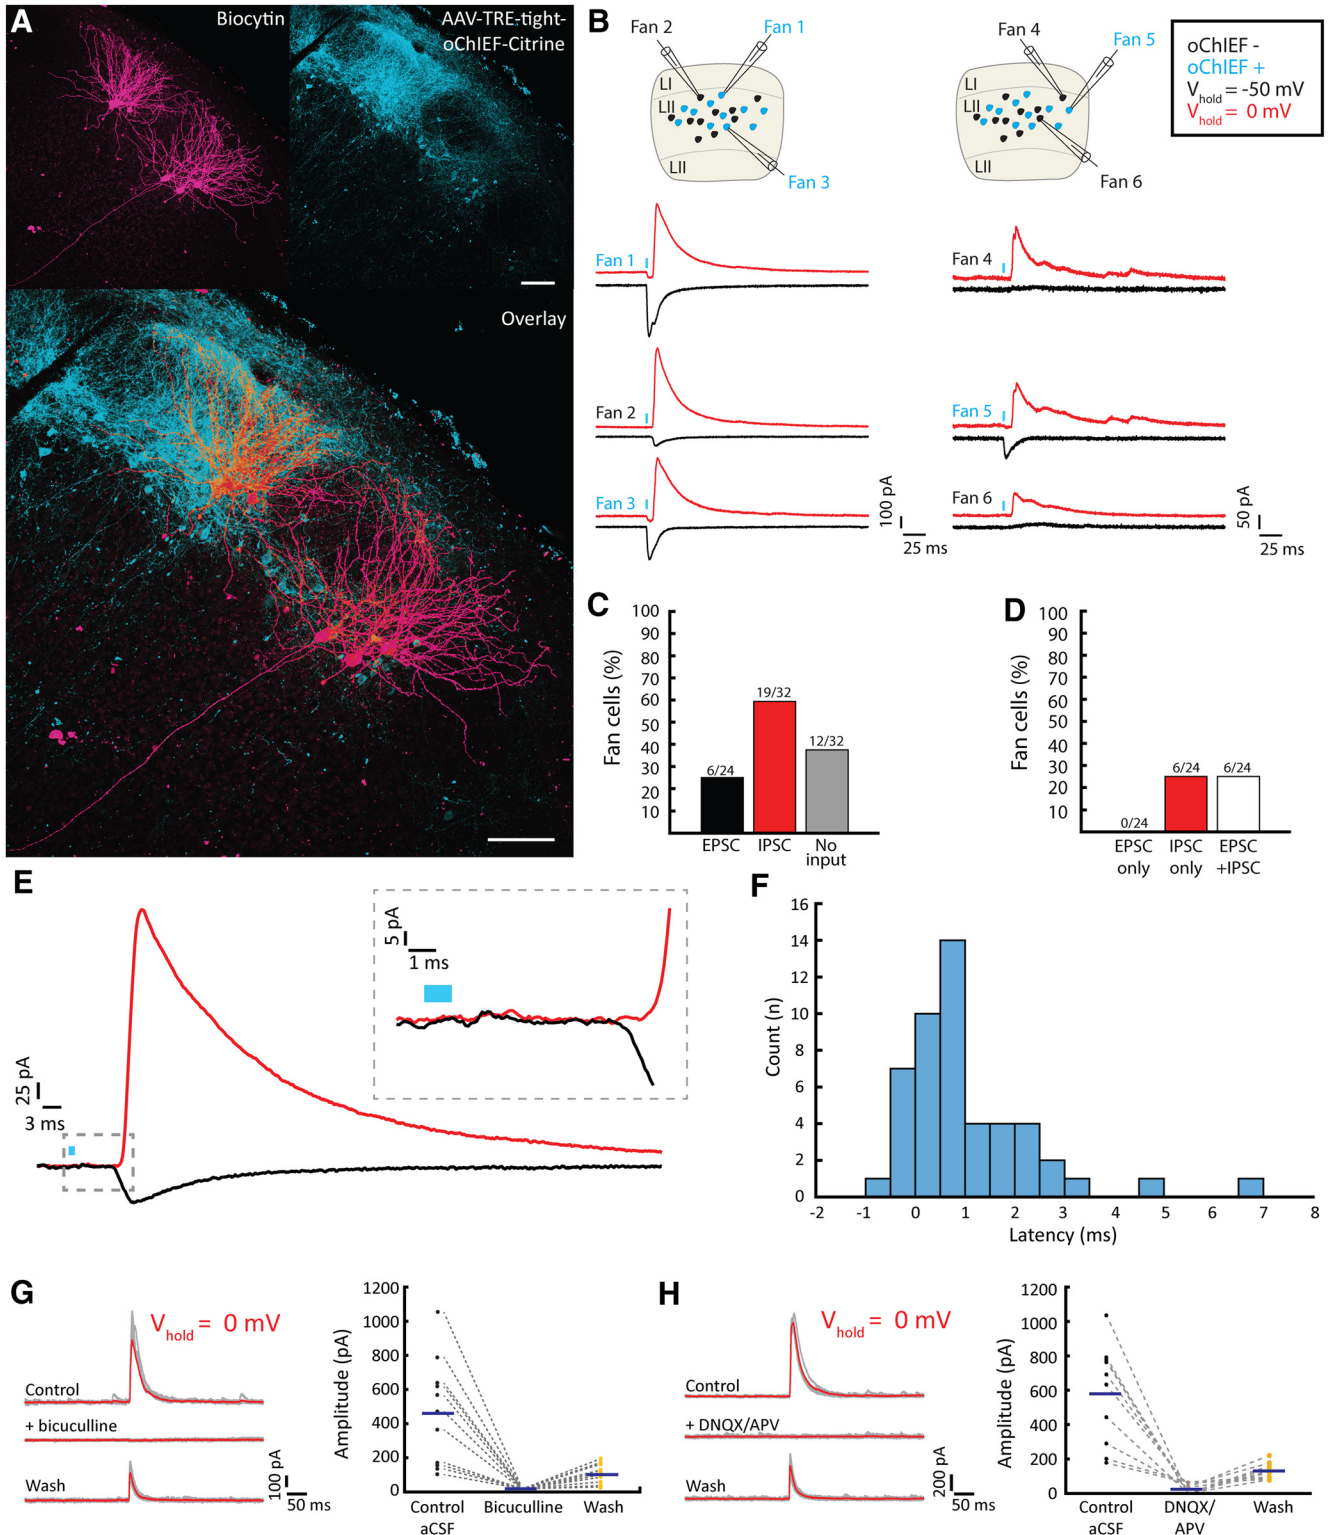 A
Biocytin
AAV-TRE-tight-
oChIEF-Citrine
Overlay
B
Fan 2
Fan 1
LI
LII
LII
Fan 3
Fan 4
Fan 5
LI
LII
LII
Fan 6
oChIEF -
oChIEF +
Vhold = -50 mV
Vhold = 0 mV
Fan 1
Fan 2
Fan 3
100 pA
25 ms
Fan 4
Fan 5
Fan 6
50 pA
25 ms
C
Fan cells (%)
100
90
80
70
60
50
40
30
20
10
6/24
19/32
12/32
EPSC
IPSC
No
input
D
Fan cells (%)
100
90
80
70
60
50
40
30
20
10
0/24
6/24
6/24
EPSC
only
IPSC
only
EPSC
+IPSC
E
25 pA
3 ms
5 pA
1 ms
F
Count (n)
16
14
12
10
8
6
4
2
0
-2 -1 0 1 2 3 4 5 6 7 8
Latency (ms)
G
Vhold = 0 mV
Control
+ bicuculline
Wash
100 pA
50 ms
Amplitude (pA)
1200
1000
800
600
400
200
0
Control
aCSF
Bicuculline
Wash
H
Vhold = 0 mV
Control
+ DNQX/APV
Wash
200 pA
50 ms
Amplitude (pA)
1200
1000
800
600
400
200
0
Control
aCSF
DNQX/
APV
Wash